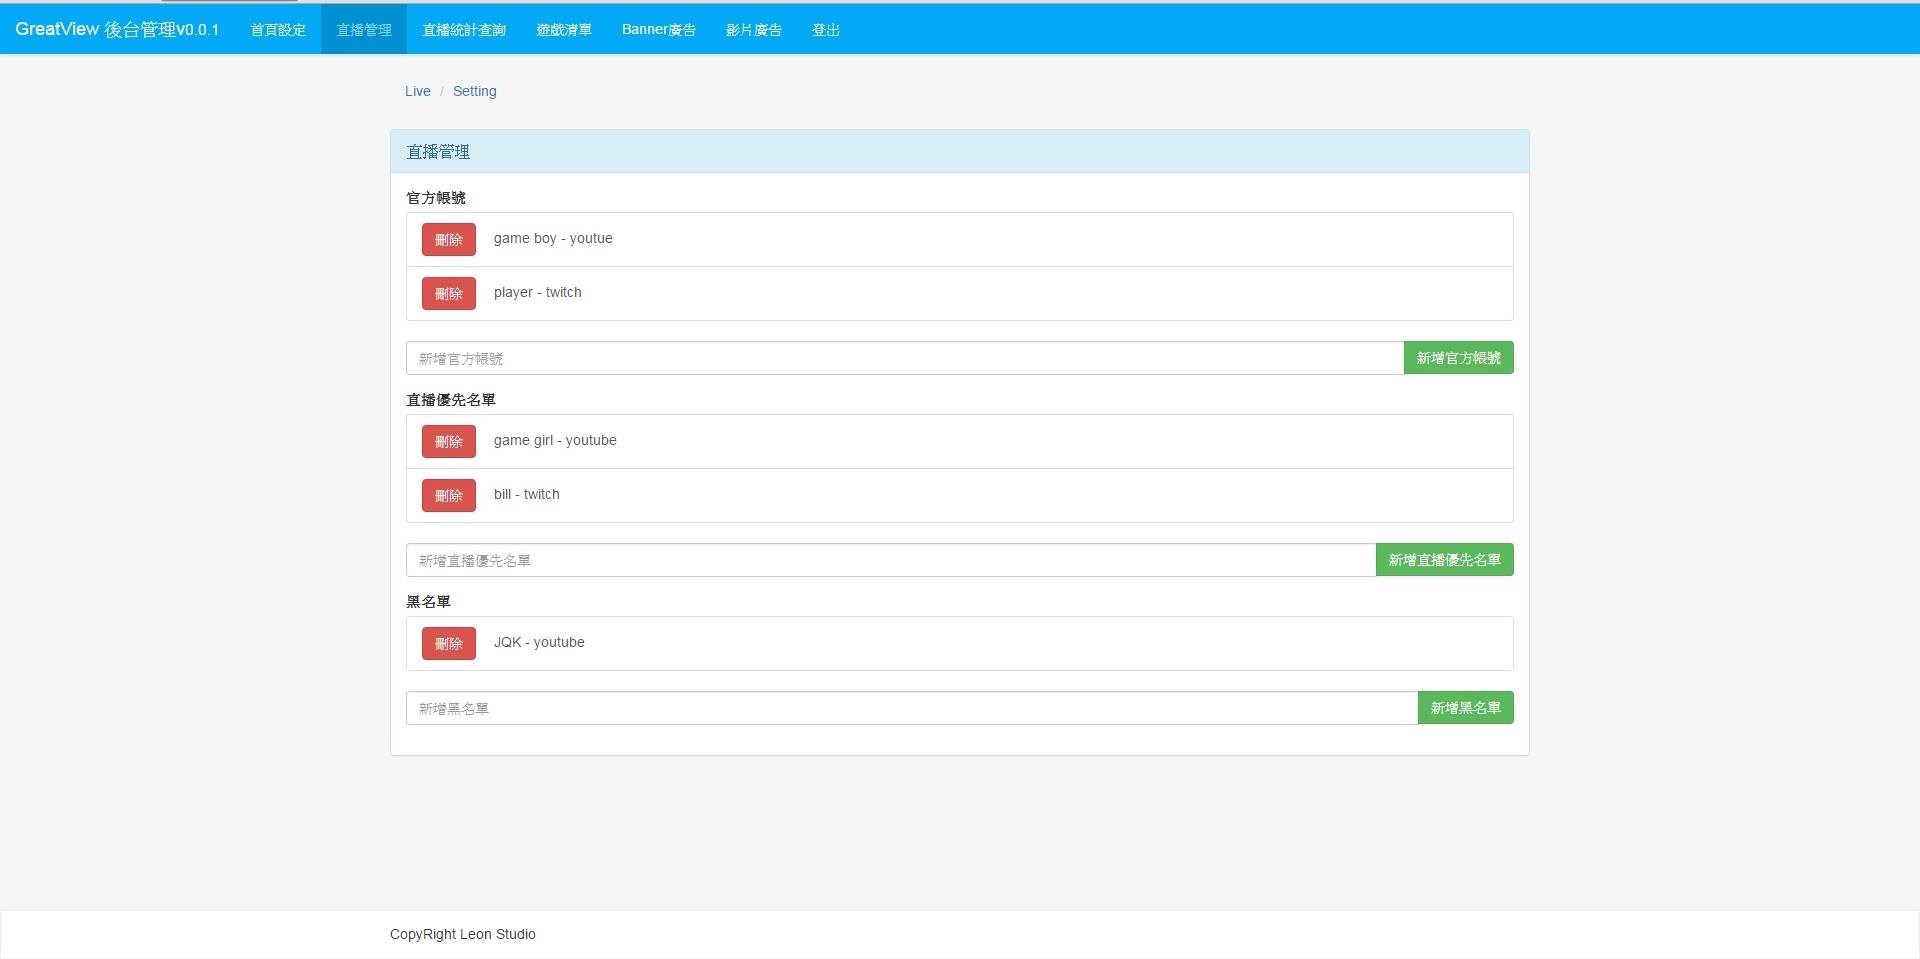 GreatView 後台管理v0.0.1 首頁設定 直播管理 直播統計查詢 遊戲清單 Banner廣告 影片廣告 登出
Live / Setting
直播管理
官方帳號
刪除 game boy - youtue
刪除 player - twitch
新增官方帳號 新增官方帳號
直播優先名單
刪除 game girl - youtube
刪除 bill - twitch
新增直播優先名單 新增直播優先名單
黑名單
刪除 JQK - youtube
新增黑名單 新增黑名單
CopyRight Leon Studio